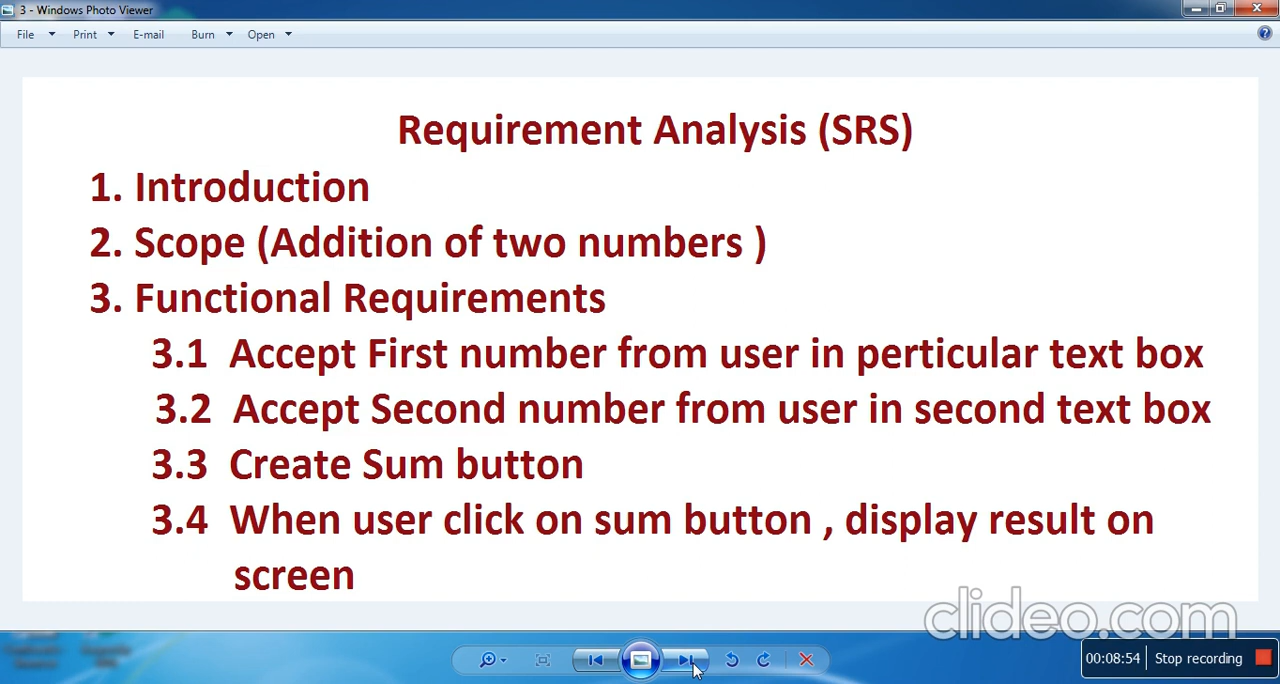 3 - Windows Photo Viewer
File Print E-mail Burn Open
Requirement Analysis (SRS)
1. Introduction
2. Scope (Addition of two numbers )
3. Functional Requirements
3.1 Accept First number from user in perticular text box
3.2 Accept Second number from user in second text box
3.3 Create Sum button
3.4 When user click on sum button , display result on
screen
clideo.com
00:08:54 Stop recording